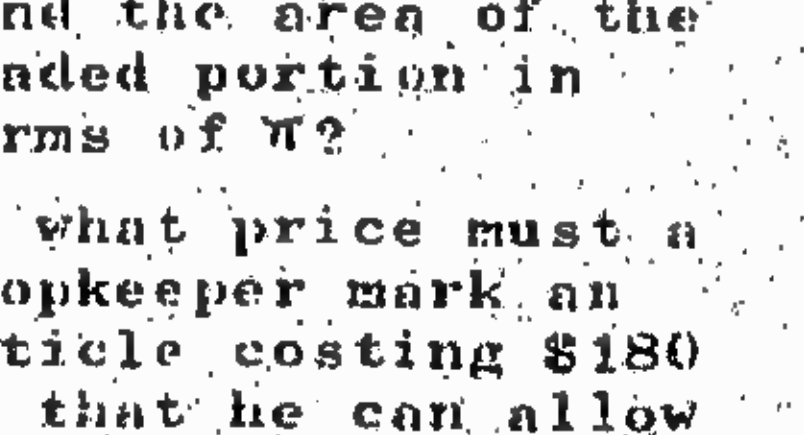 nd the area of the
aded portion in
rms of π?
what price must a
opkeeper mark an
ticle costing $180
that he can allow